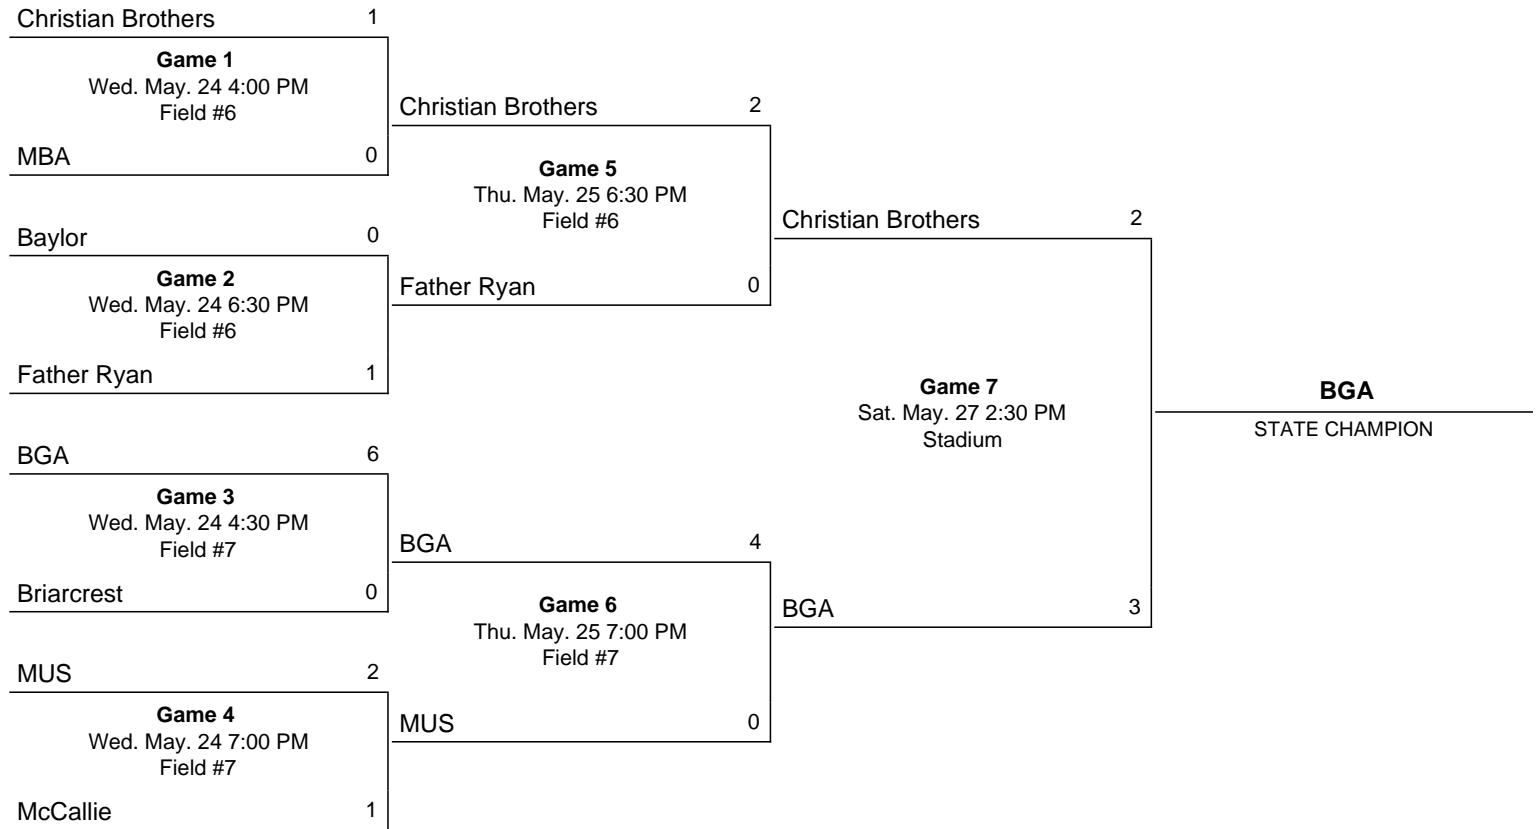 Christian Brothers 1
Game 1
Wed. May. 24 4:00 PM
Field #6
MBA 0
Baylor 0
Game 2
Wed. May. 24 6:30 PM
Field #6
Father Ryan 1
BGA 6
Game 3
Wed. May. 24 4:30 PM
Field #7
Briarcrest 0
MUS 2
Game 4
Wed. May. 24 7:00 PM
Field #7
McCallie 1
Christian Brothers 2
Game 5
Thu. May. 25 6:30 PM
Field #6
Father Ryan 0
BGA 4
Game 6
Thu. May. 25 7:00 PM
Field #7
MUS 0
Christian Brothers 2
Game 7
Sat. May. 27 2:30 PM
Stadium
BGA 3
BGA
STATE CHAMPION